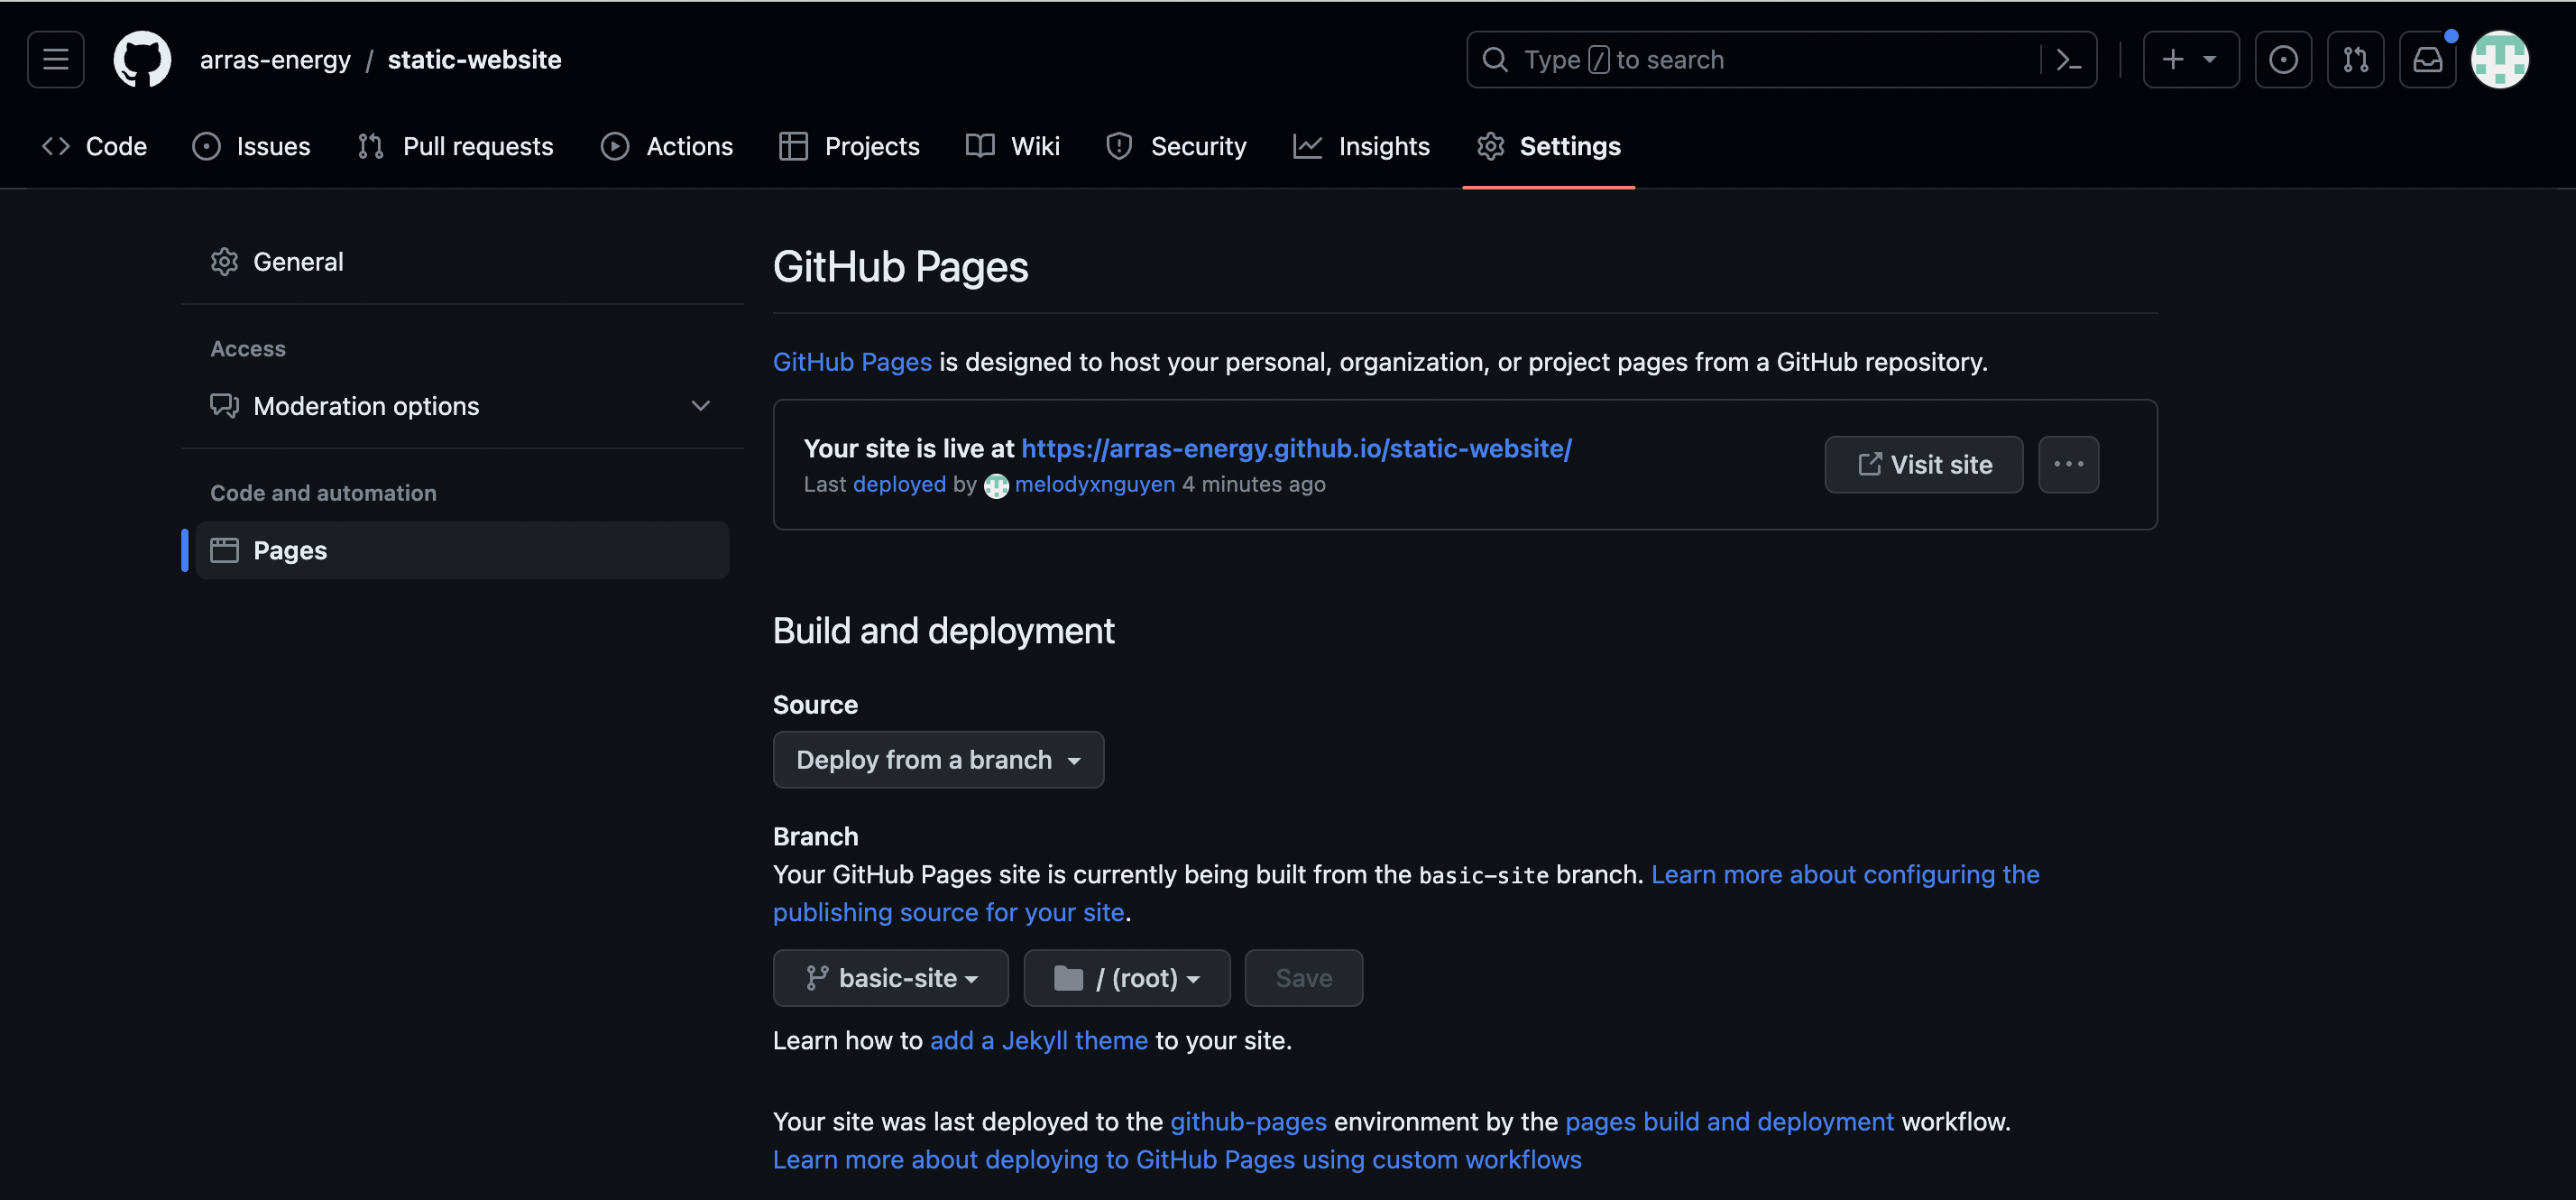 arras-energy / static-website
Type / to search
Code Issues Pull requests Actions Projects Wiki Security Insights Settings
General
Access
Moderation options
Code and automation
Pages
GitHub Pages
GitHub Pages is designed to host your personal, organization, or project pages from a GitHub repository.
Your site is live at https://arras-energy.github.io/static-website/
Last deployed by melodyxnguyen 4 minutes ago
Visit site
Build and deployment
Source
Deploy from a branch
Branch
Your GitHub Pages site is currently being built from the basic-site branch. Learn more about configuring the
publishing source for your site.
basic-site / (root) Save
Learn how to add a Jekyll theme to your site.
Your site was last deployed to the github-pages environment by the pages build and deployment workflow.
Learn more about deploying to GitHub Pages using custom workflows